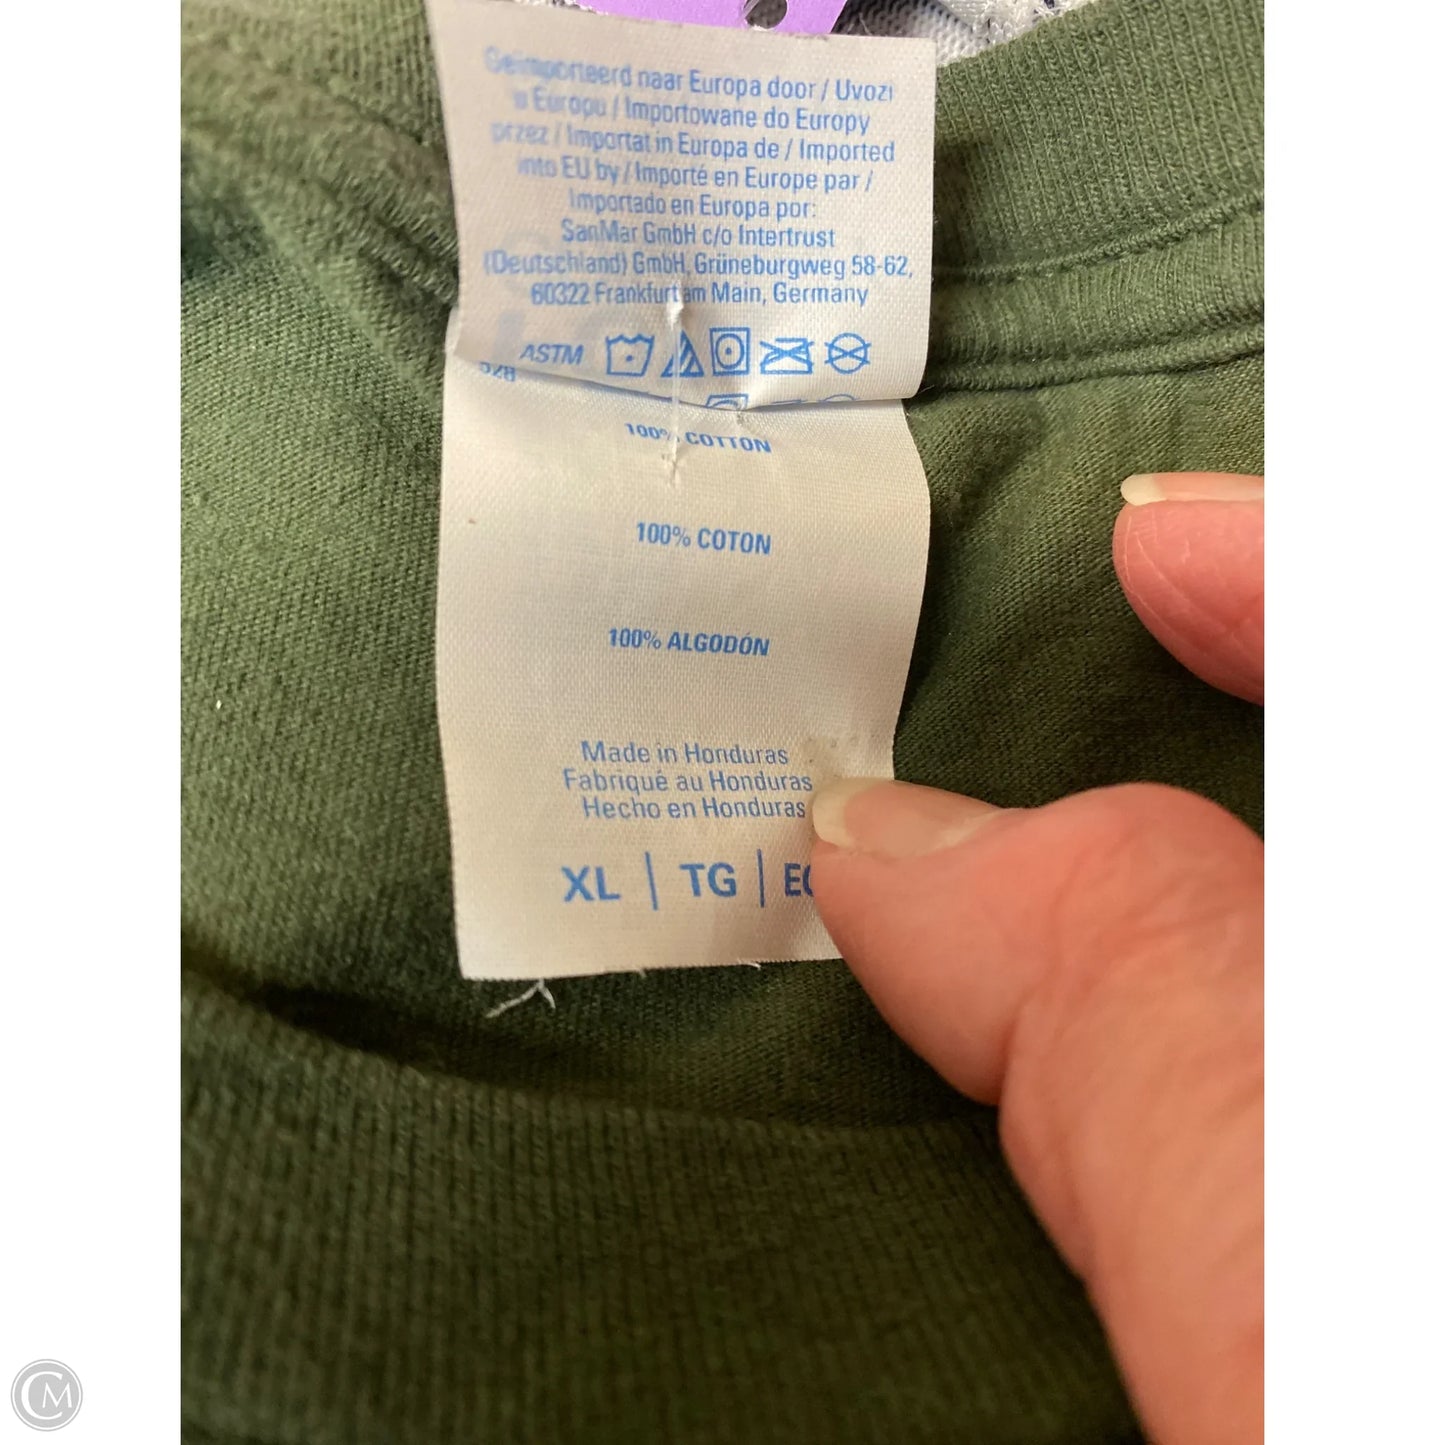 Geïmporteerd naar Europa door / Uvozi
u Europu / Importowane do Europy
przez / Importat in Europa de / Imported
into EU by / Importé en Europe par /
Importado en Europa por:
SanMar GmbH c/o Intertrust
(Deutschland) GmbH, Grüneburgweg 58-62,
60322 Frankfurt am Main, Germany
ASTM
528
100% COTTON
100% COTON
100% ALGODÓN
Made in Honduras
Fabriqué au Honduras
Hecho en Honduras
XL | TG |
CM